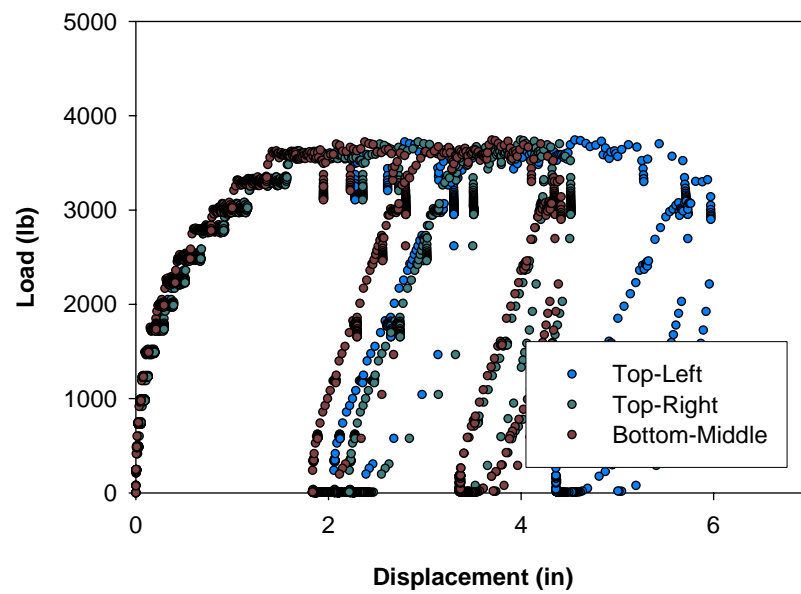 5000
4000
3000
2000
1000
0
Load (lb)
Top-Left
Top-Right
Bottom-Middle
0 2 4 6
Displacement (in)